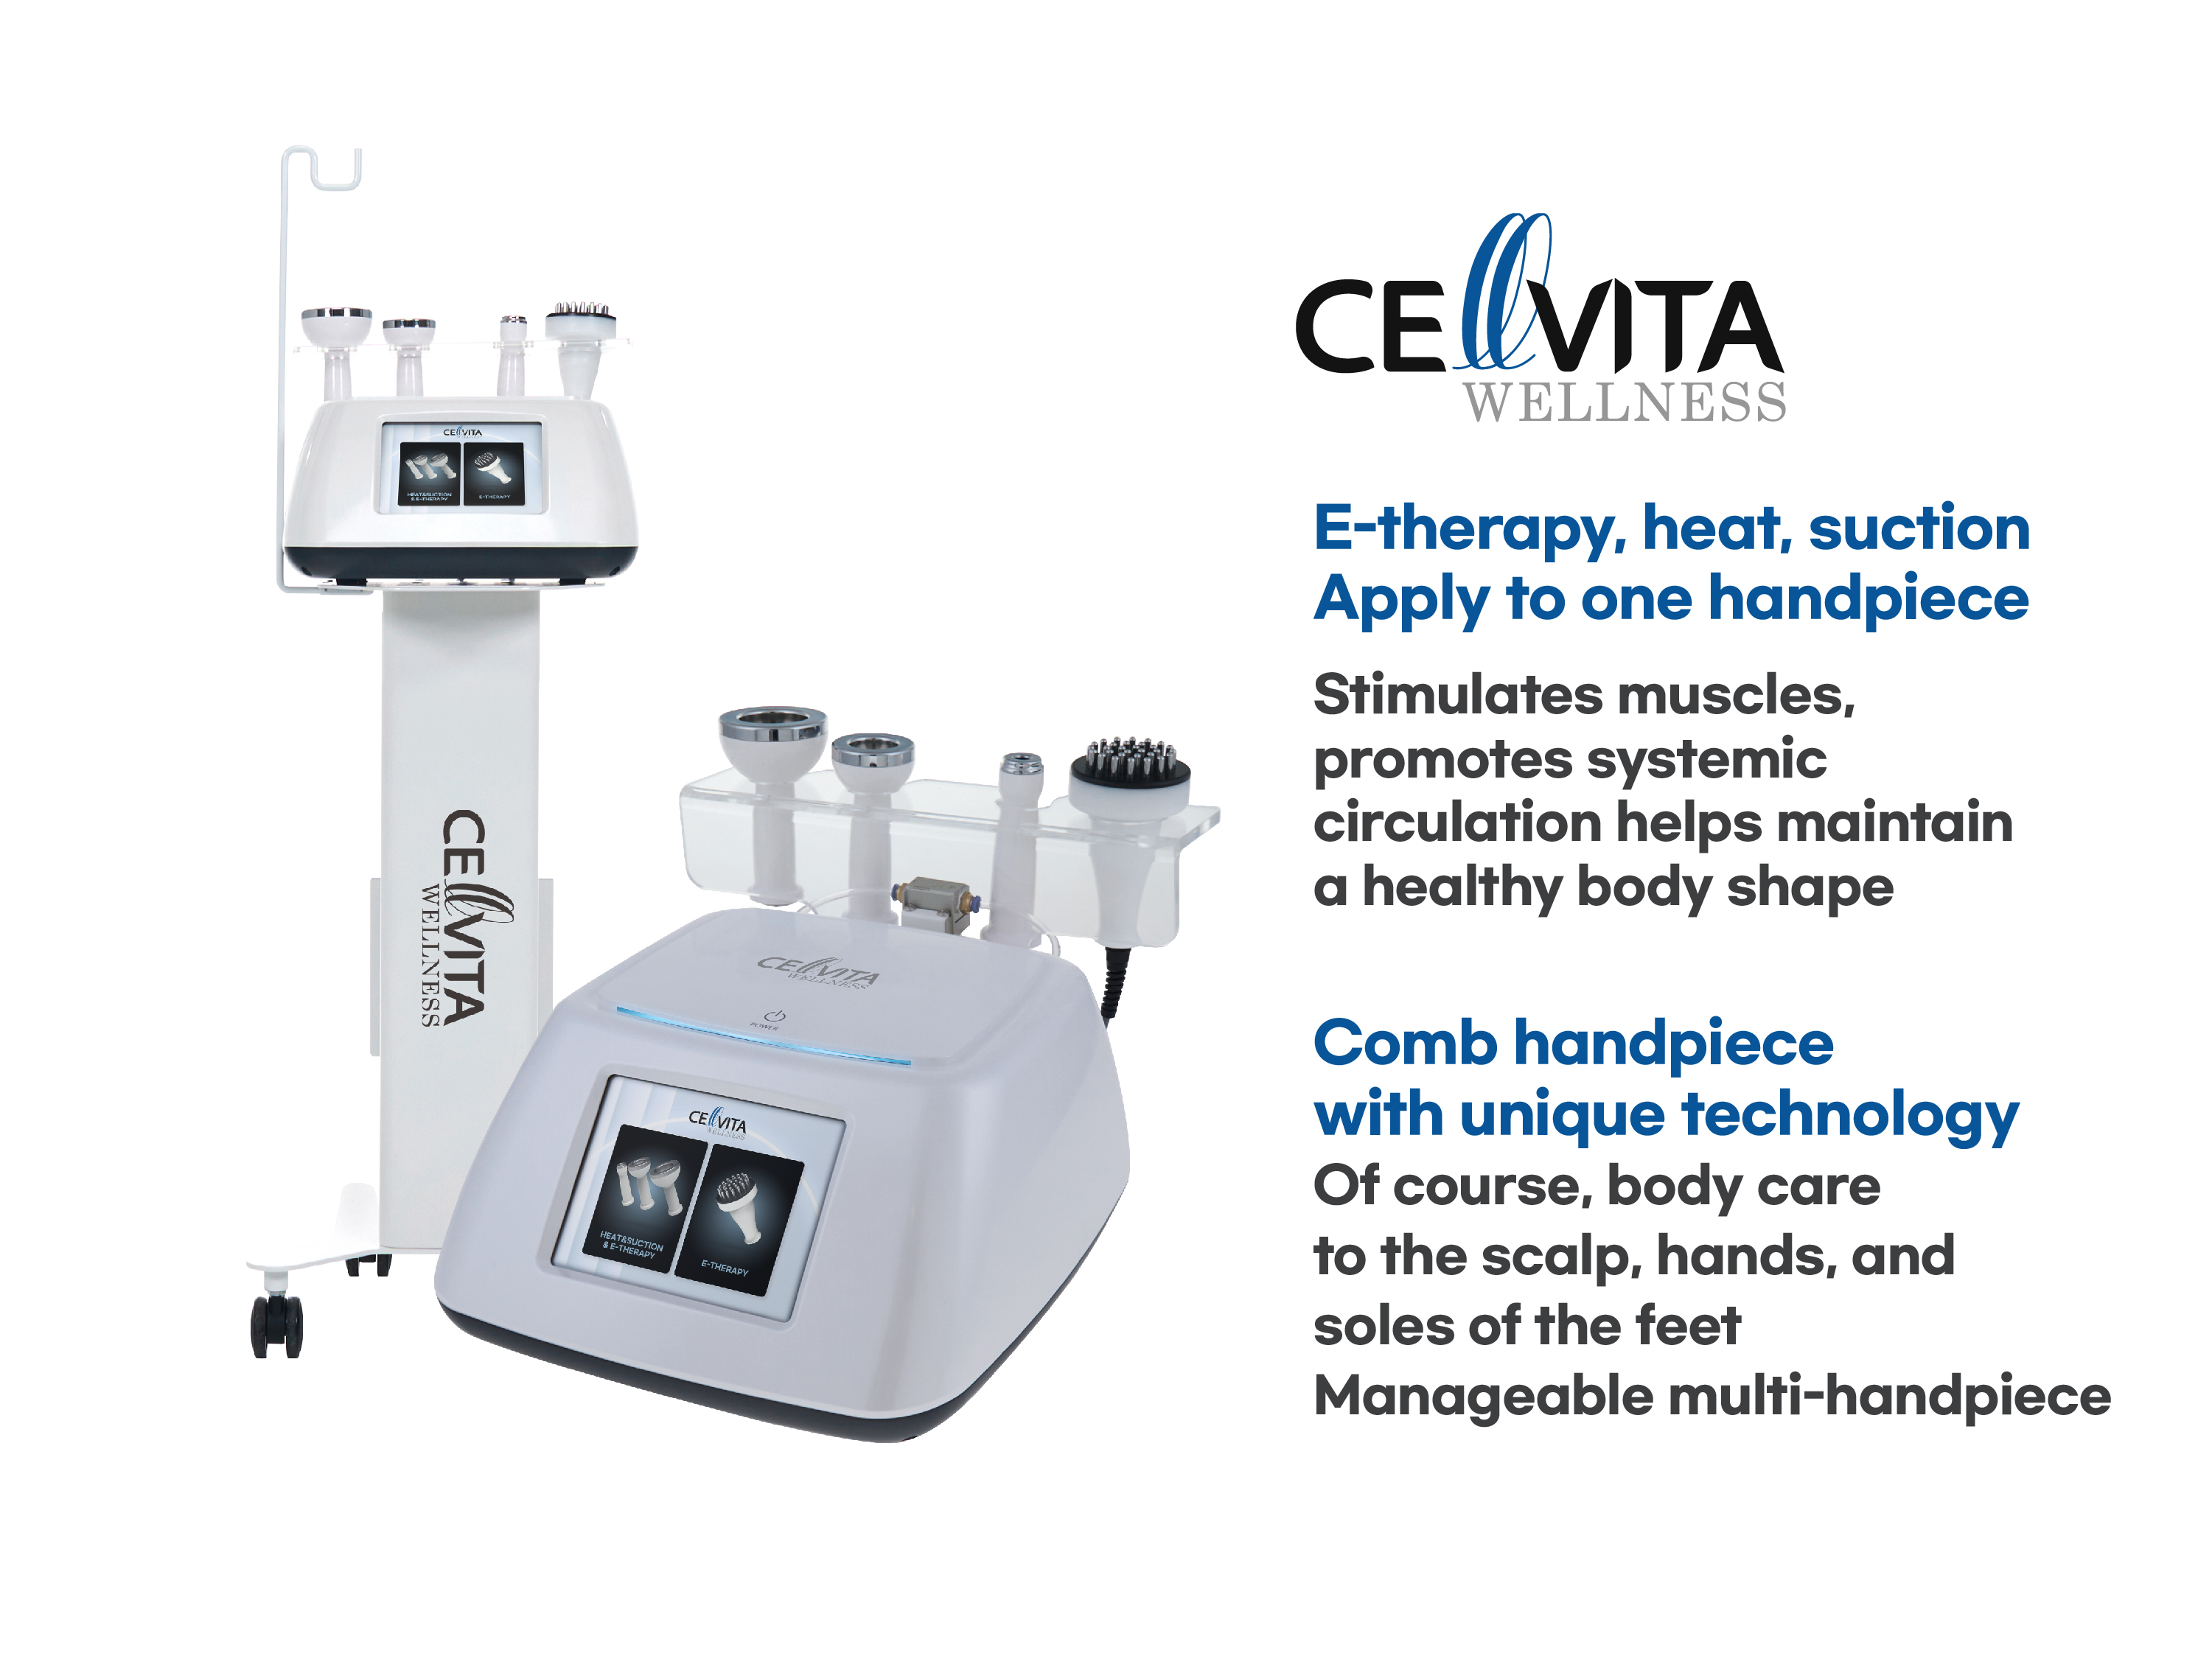 CEllVITA
WELLNESS
E-therapy, heat, suction
Apply to one handpiece
Stimulates muscles,
promotes systemic
circulation helps maintain
a healthy body shape
Comb handpiece
with unique technology
Of course, body care
to the scalp, hands, and
soles of the feet
Manageable multi-handpiece
CEllVITA
HEAT&SUCTION
& E-THERAPY
E-THERAPY
CEllVITA
WELLNESS
CEllVITA
WELLNESS
POWER
CEllVITA
WELLNESS
HEAT&SUCTION
& E-THERAPY
E-THERAPY